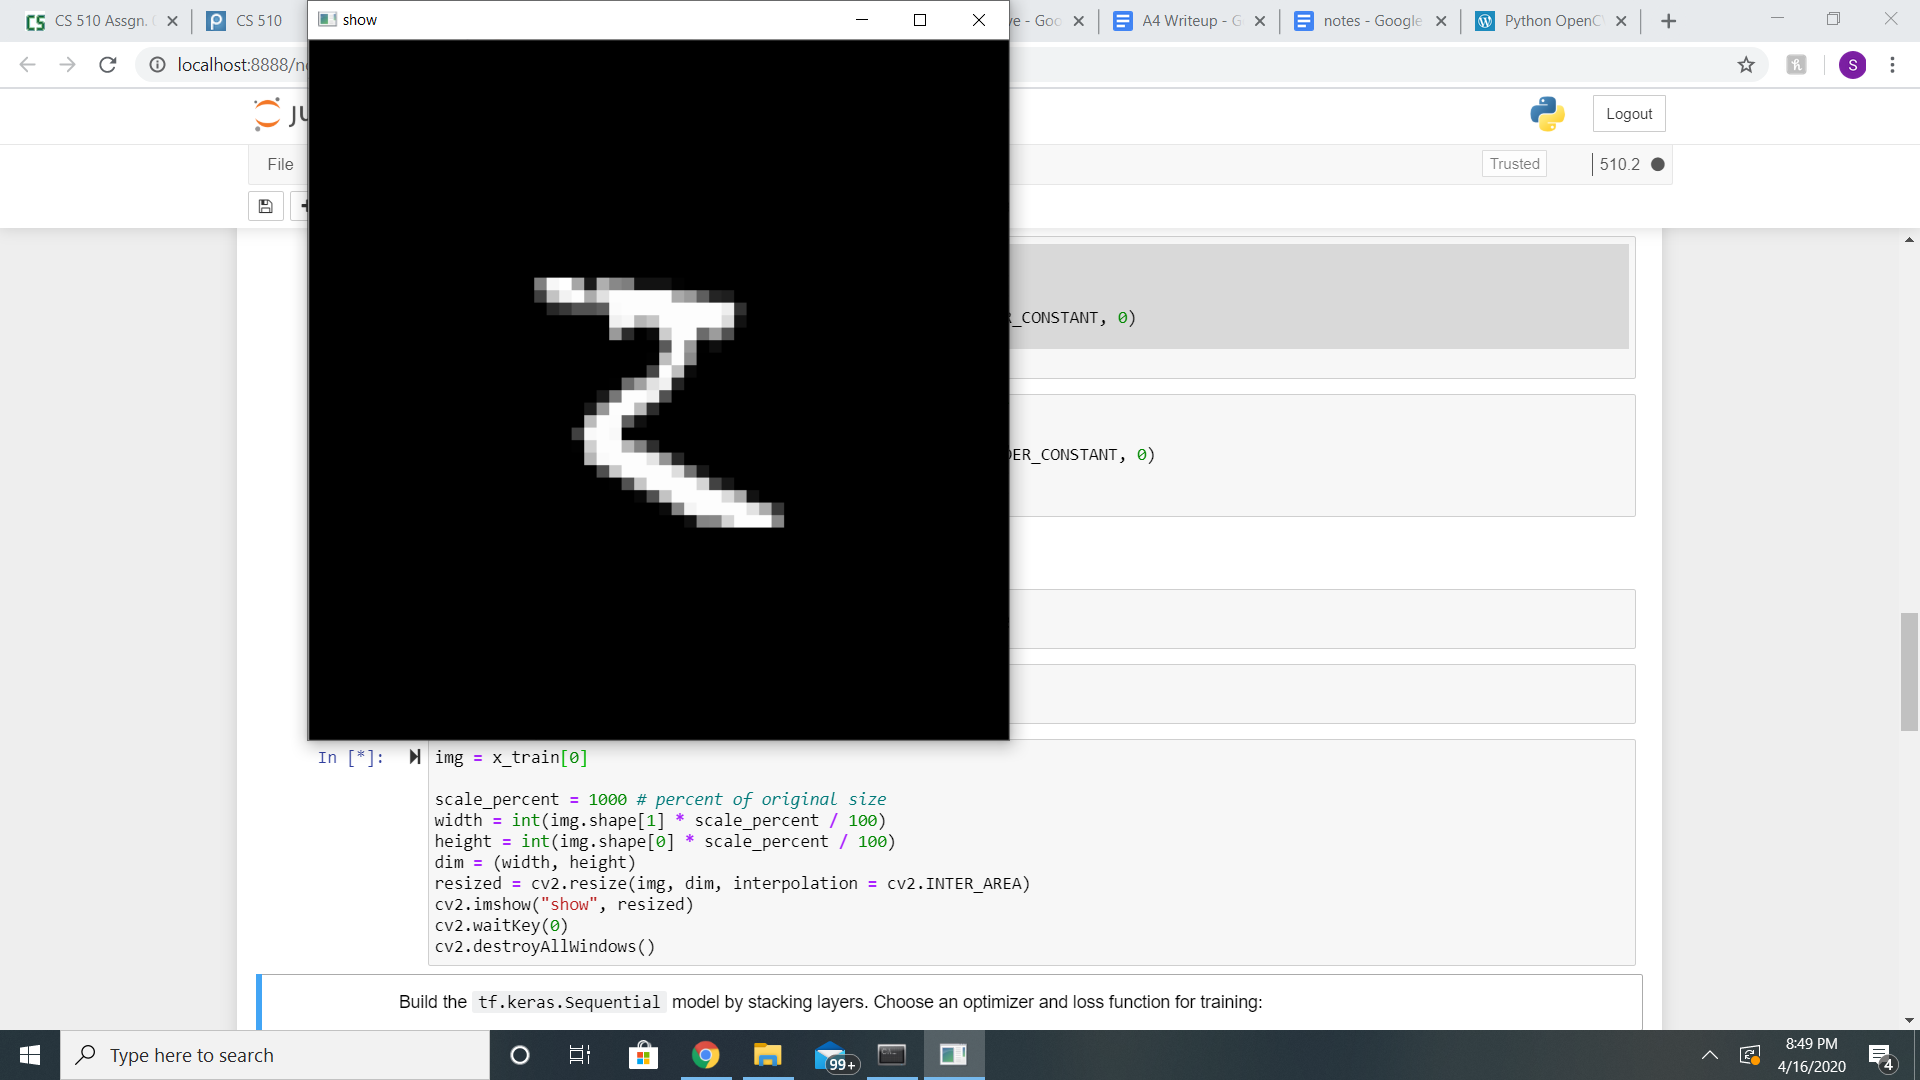 CS 510 Assgn.
CS 510
ve - Goo
A4 Writeup - G
notes - Google
Python OpenC
show
localhost:8888/n
S
Logout
File
Trusted
510.2
_CONSTANT, 0)
DER_CONSTANT, 0)
In [*]:
img = x_train[0]
scale_percent = 1000 # percent of original size
width = int(img.shape[1] * scale_percent / 100)
height = int(img.shape[0] * scale_percent / 100)
dim = (width, height)
resized = cv2.resize(img, dim, interpolation = cv2.INTER_AREA)
cv2.imshow("show", resized)
cv2.waitKey(0)
cv2.destroyAllWindows()
Build the tf.keras.Sequential model by stacking layers. Choose an optimizer and loss function for training:
Type here to search
99+
8:49 PM
4/16/2020
4